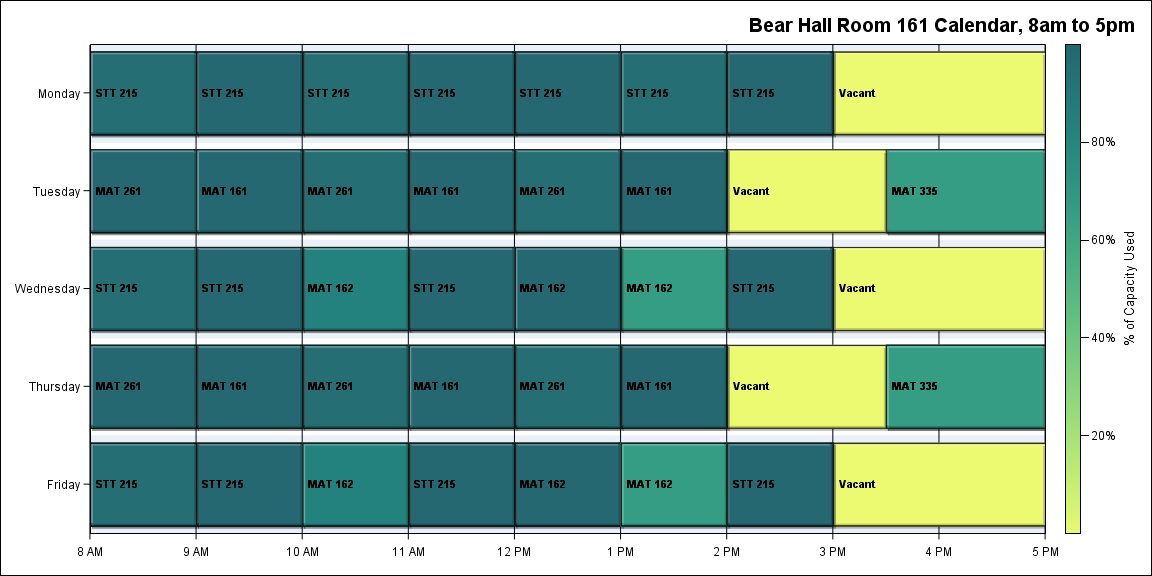 Bear Hall Room 161 Calendar, 8am to 5pm
Monday STT 215 STT 215 STT 215 STT 215 STT 215 STT 215 STT 215 Vacant
80%
Tuesday MAT 261 MAT 161 MAT 261 MAT 161 MAT 261 MAT 161 Vacant MAT 335
60%
% of Capacity Used
Wednesday STT 215 STT 215 MAT 162 STT 215 MAT 162 MAT 162 STT 215 Vacant
40%
Thursday MAT 261 MAT 161 MAT 261 MAT 161 MAT 261 MAT 161 Vacant MAT 335
20%
Friday STT 215 STT 215 MAT 162 STT 215 MAT 162 MAT 162 STT 215 Vacant
8 AM 9 AM 10 AM 11 AM 12 PM 1 PM 2 PM 3 PM 4 PM 5 PM